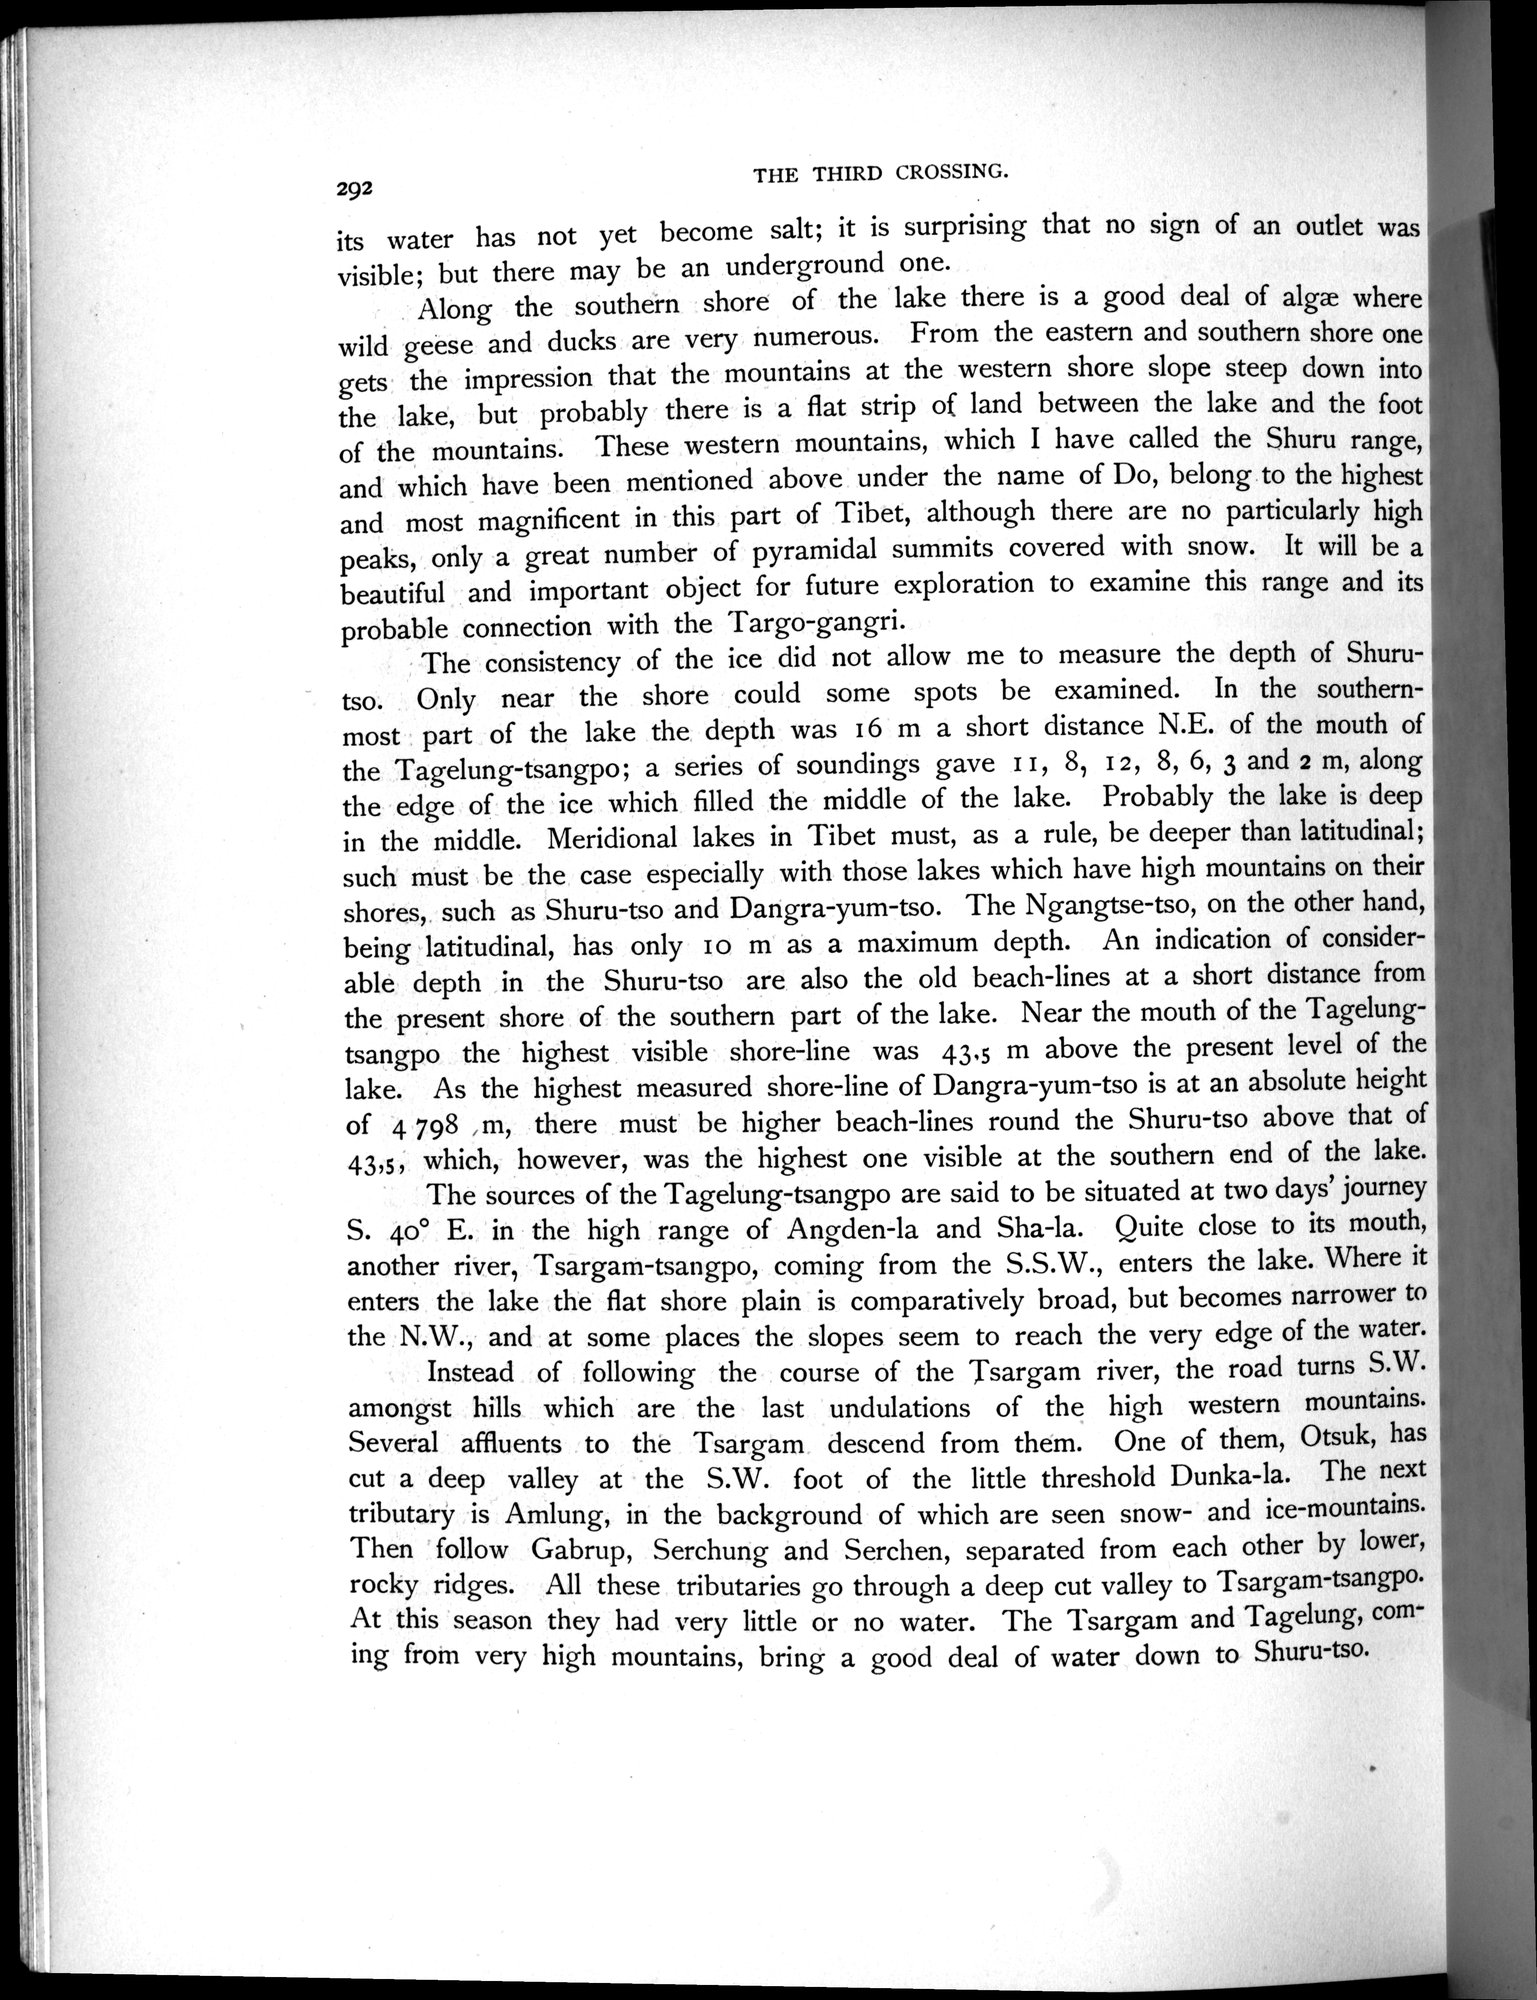 292
THE THIRD CROSSING.
its water has not yet become salt; it is surprising that no sign of an outlet was
visible; but there may be an underground one.
Along the southern shore of the lake there is a good deal of algæ where
wild geese and ducks are very numerous. From the eastern and southern shore one
gets the impression that the mountains at the western shore slope steep down into
the lake, but probably there is a flat strip of land between the lake and the foot
of the mountains. These western mountains, which I have called the Shuru range,
and which have been mentioned above under the name of Do, belong to the highest
and most magnificent in this part of Tibet, although there are no particularly high
peaks, only a great number of pyramidal summits covered with snow. It will be a
beautiful and important object for future exploration to examine this range and its
probable connection with the Targo-gangri.
The consistency of the ice did not allow me to measure the depth of Shuru-
tso. Only near the shore could some spots be examined. In the southern-
most part of the lake the depth was 16 m a short distance N.E. of the mouth of
the Tagelung-tsangpo; a series of soundings gave 11, 8, 12, 8, 6, 3 and 2 m, along
the edge of the ice which filled the middle of the lake. Probably the lake is deep
in the middle. Meridional lakes in Tibet must, as a rule, be deeper than latitudinal;
such must be the case especially with those lakes which have high mountains on their
shores, such as Shuru-tso and Dangra-yum-tso. The Ngangtse-tso, on the other hand,
being latitudinal, has only 10 m as a maximum depth. An indication of consider-
able depth in the Shuru-tso are also the old beach-lines at a short distance from
the present shore of the southern part of the lake. Near the mouth of the Tagelung-
tsangpo the highest visible shore-line was 43,5 m above the present level of the
lake. As the highest measured shore-line of Dangra-yum-tso is at an absolute height
of 4 798 m, there must be higher beach-lines round the Shuru-tso above that of
43,5, which, however, was the highest one visible at the southern end of the lake.
The sources of the Tagelung-tsangpo are said to be situated at two days' journey
S. 40° E. in the high range of Angden-la and Sha-la. Quite close to its mouth,
another river, Tsargam-tsangpo, coming from the S.S.W., enters the lake. Where it
enters the lake the flat shore plain is comparatively broad, but becomes narrower to
the N.W., and at some places the slopes seem to reach the very edge of the water.
Instead of following the course of the Tsargam river, the road turns S.W.
amongst hills which are the last undulations of the high western mountains.
Several affluents to the Tsargam descend from them. One of them, Otsuk, has
cut a deep valley at the S.W. foot of the little threshold Dunka-la. The next
tributary is Amlung, in the background of which are seen snow- and ice-mountains.
Then follow Gabrup, Serchung and Serchen, separated from each other by lower,
rocky ridges. All these tributaries go through a deep cut valley to Tsargam-tsangpo.
At this season they had very little or no water. The Tsargam and Tagelung, com-
ing from very high mountains, bring a good deal of water down to Shuru-tso.